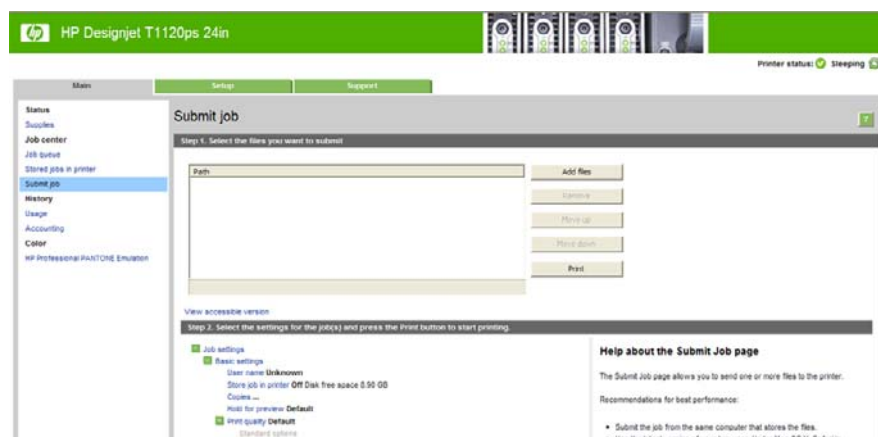 hp HP Designjet T1120ps 24in
Printer status: Sleeping
Main Setup Support
Status
Supplies
Job center
Job queue
Stored jobs in printer
Submit job
History
Usage
Accounting
Color
HP Professional PANTONE Emulation
Submit job
?
Step 1. Select the files you want to submit
Path
Add files
Remove
Move up
Move down
Print
View accessible version
Step 2. Select the settings for the job(s) and press the Print button to start printing.
Job settings
Basic settings
User name Unknown
Store job in printer Off Disk free space 8.90 GB
Copies ...
Hold for preview Default
Print quality Default
Standard options
Help about the Submit Job page
The Submit Job page allows you to send one or more files to the printer.
Recommendations for best performance:
• Submit the job from the same computer that stores the files.